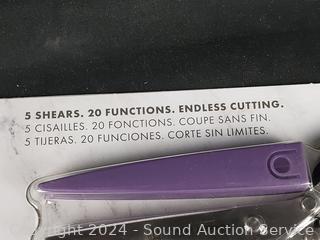 5 SHEARS. 20 FUNCTIONS. ENDLESS CUTTING.
5 CISAILLES. 20 FONCTIONS. COUPE SANS FIN.
5 TIJERAS. 20 FUNCIONES. CORTE SIN LIMITES.
Copyright 2024 - Sound Auction Service